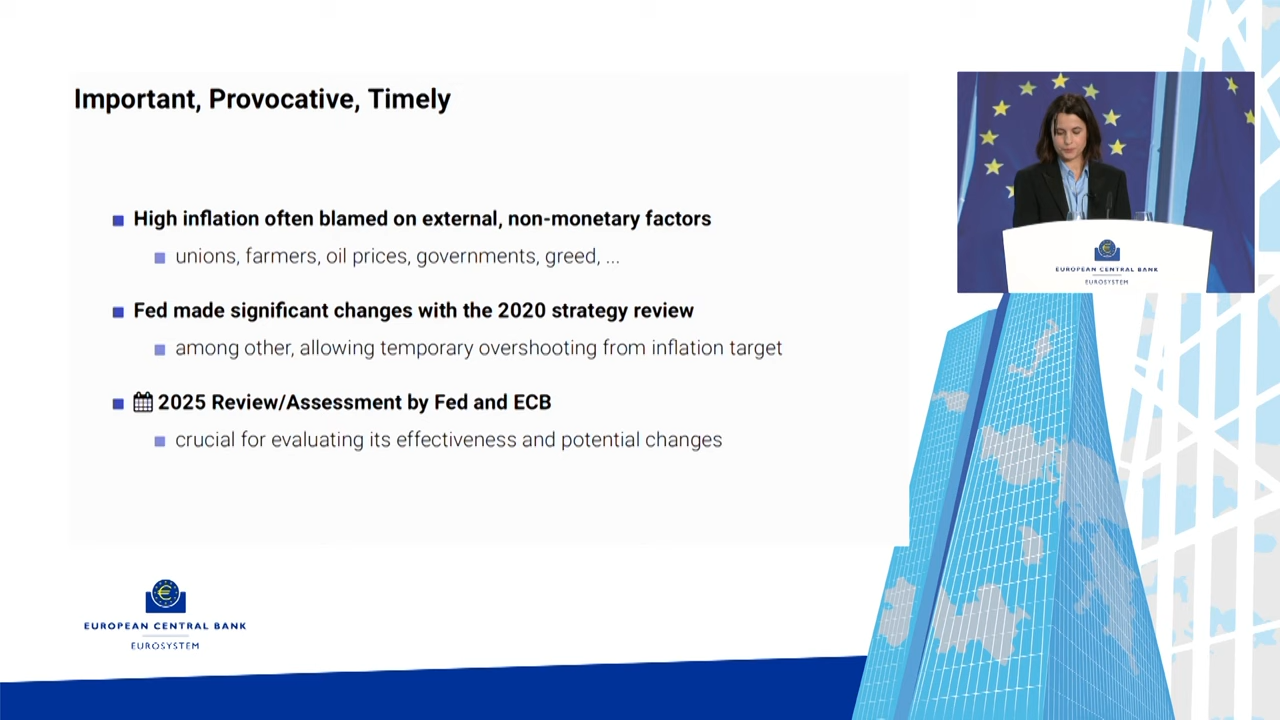 Important, Provocative, Timely
High inflation often blamed on external, non-monetary factors
unions, farmers, oil prices, governments, greed, ...
Fed made significant changes with the 2020 strategy review
among other, allowing temporary overshooting from inflation target
2025 Review/Assessment by Fed and ECB
crucial for evaluating its effectiveness and potential changes
EUROPEAN CENTRAL BANK
EUROSYSTEM
EUROPEAN CENTRAL BANK
EUROSYSTEM